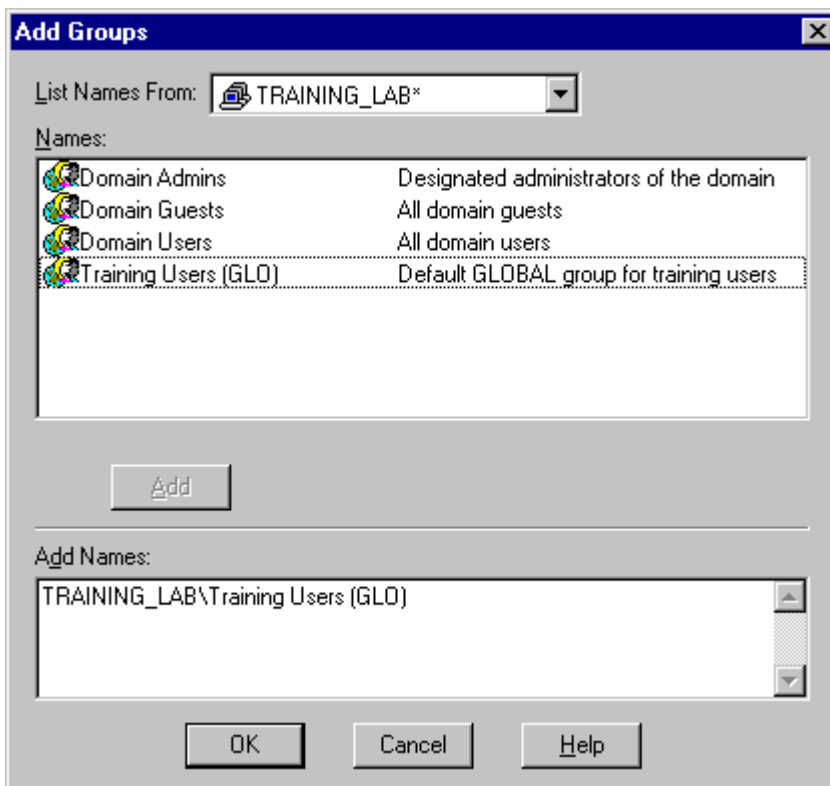 Add Groups
List Names From: TRAINING_LAB*
Names:
Domain Admins Designated administrators of the domain
Domain Guests All domain guests
Domain Users All domain users
Training Users (GLO) Default GLOBAL group for training users
Add
Add Names:
TRAINING_LAB\Training Users (GLO)
OK Cancel Help